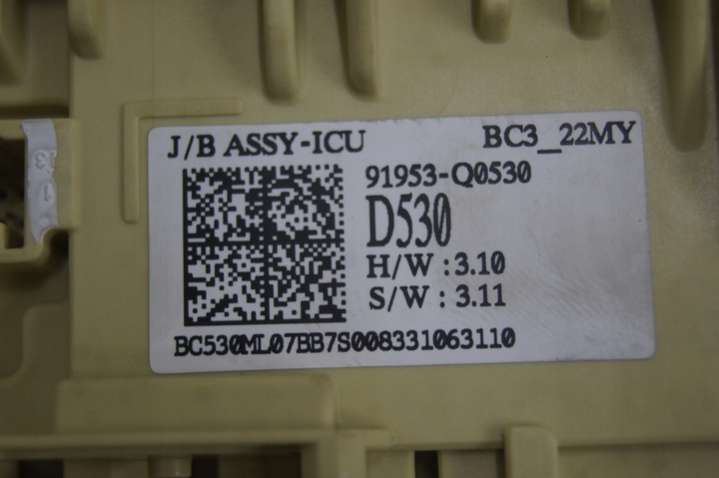 J/B ASSY-ICU BC3_22MY
91953-Q0530
D530
H/W : 3.10
S/W : 3.11
BC530ML07BB7S008331063110